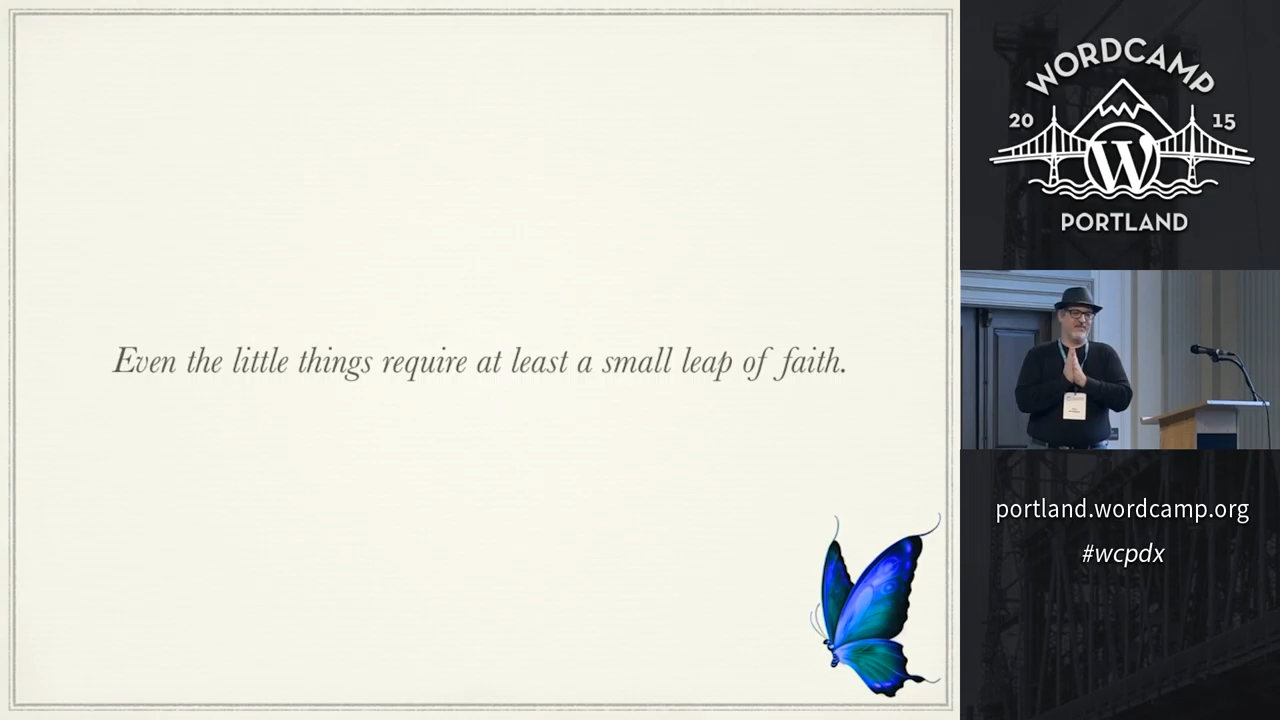 Even the little things require at least a small leap of faith.
WORDCAMP
20 15
W
PORTLAND
portland.wordcamp.org
#wcpdx